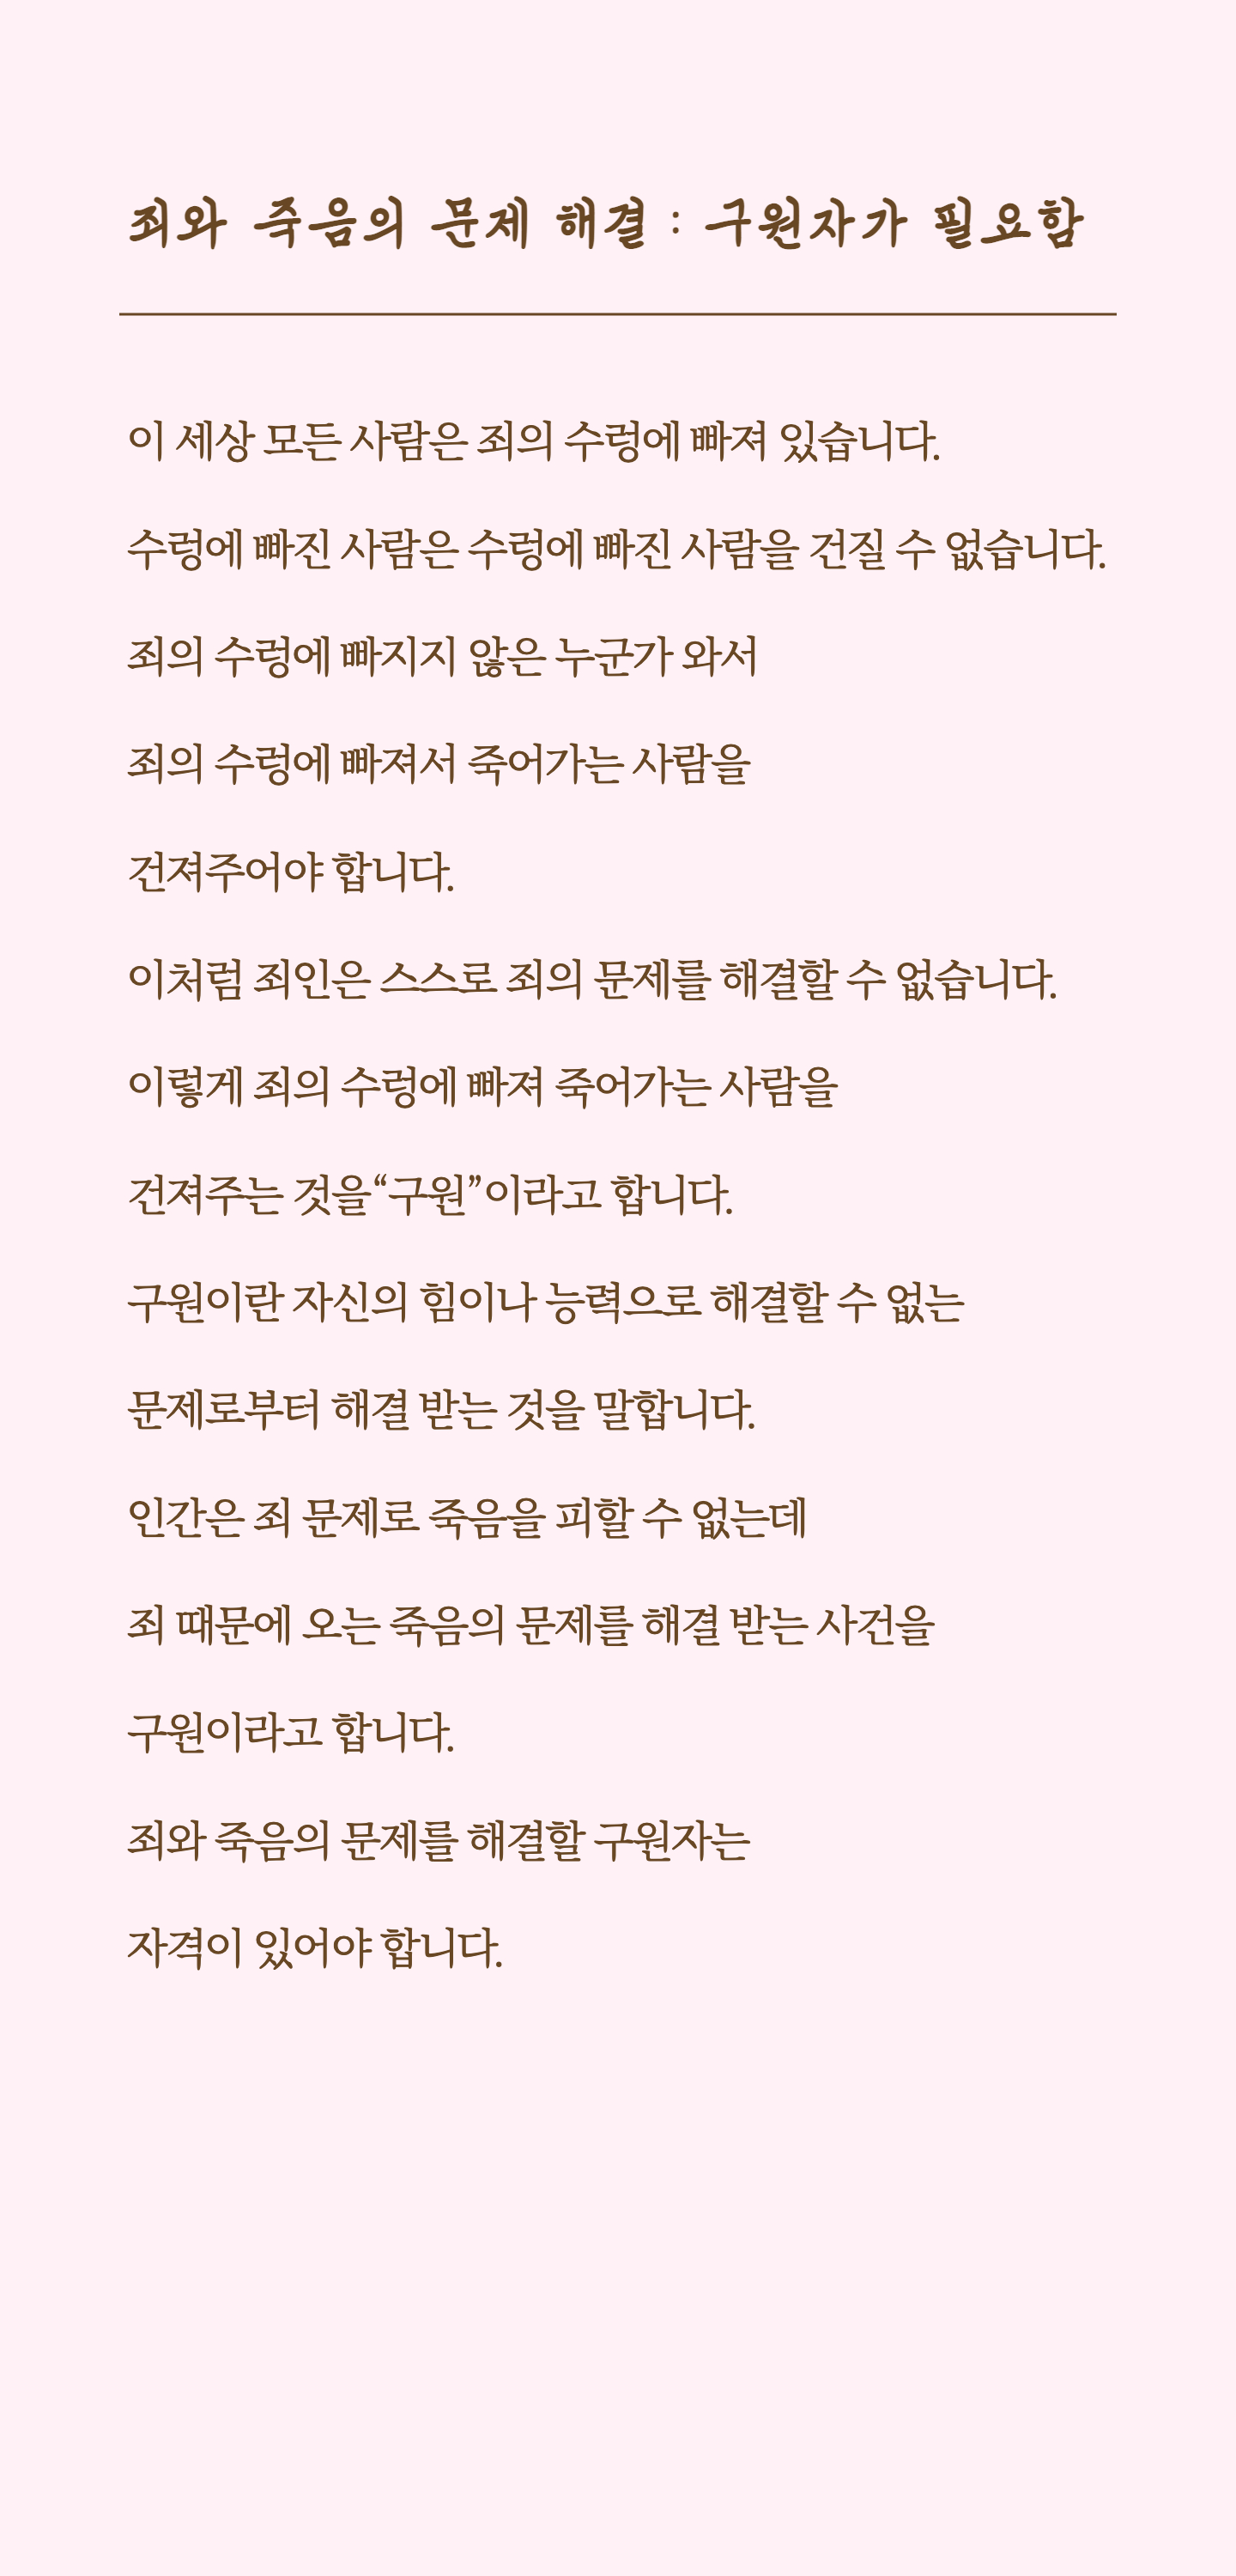 죄와 죽음의 문제 해결 : 구원자가 필요함
이 세상 모든 사람은 죄의 수렁에 빠져 있습니다.
수렁에 빠진 사람은 수렁에 빠진 사람을 건질 수 없습니다.
죄의 수렁에 빠지지 않은 누군가 와서
죄의 수렁에 빠져서 죽어가는 사람을
건져주어야 합니다.
이처럼 죄인은 스스로 죄의 문제를 해결할 수 없습니다.
이렇게 죄의 수렁에 빠져 죽어가는 사람을
건져주는 것을“구원”이라고 합니다.
구원이란 자신의 힘이나 능력으로 해결할 수 없는
문제로부터 해결 받는 것을 말합니다.
인간은 죄 문제로 죽음을 피할 수 없는데
죄 때문에 오는 죽음의 문제를 해결 받는 사건을
구원이라고 합니다.
죄와 죽음의 문제를 해결할 구원자는
자격이 있어야 합니다.